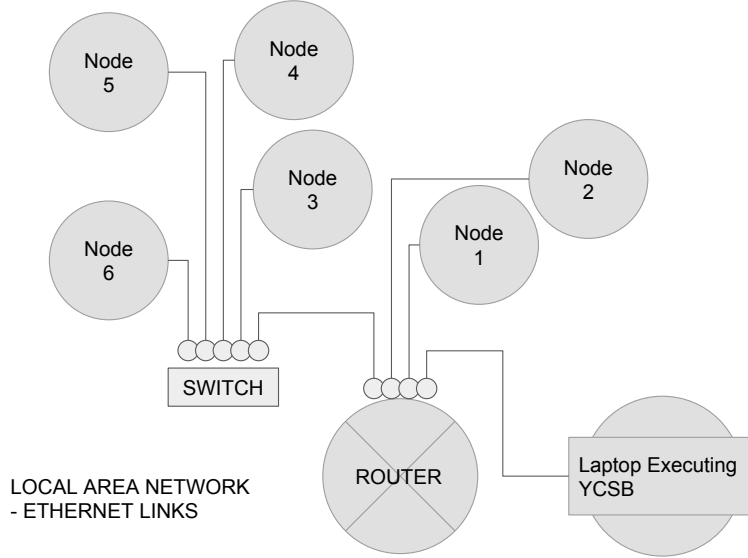 Node
5
Node
4
Node
3
Node
2
Node
1
Node
6
SWITCH
ROUTER
Laptop Executing
YCSB
LOCAL AREA NETWORK
- ETHERNET LINKS